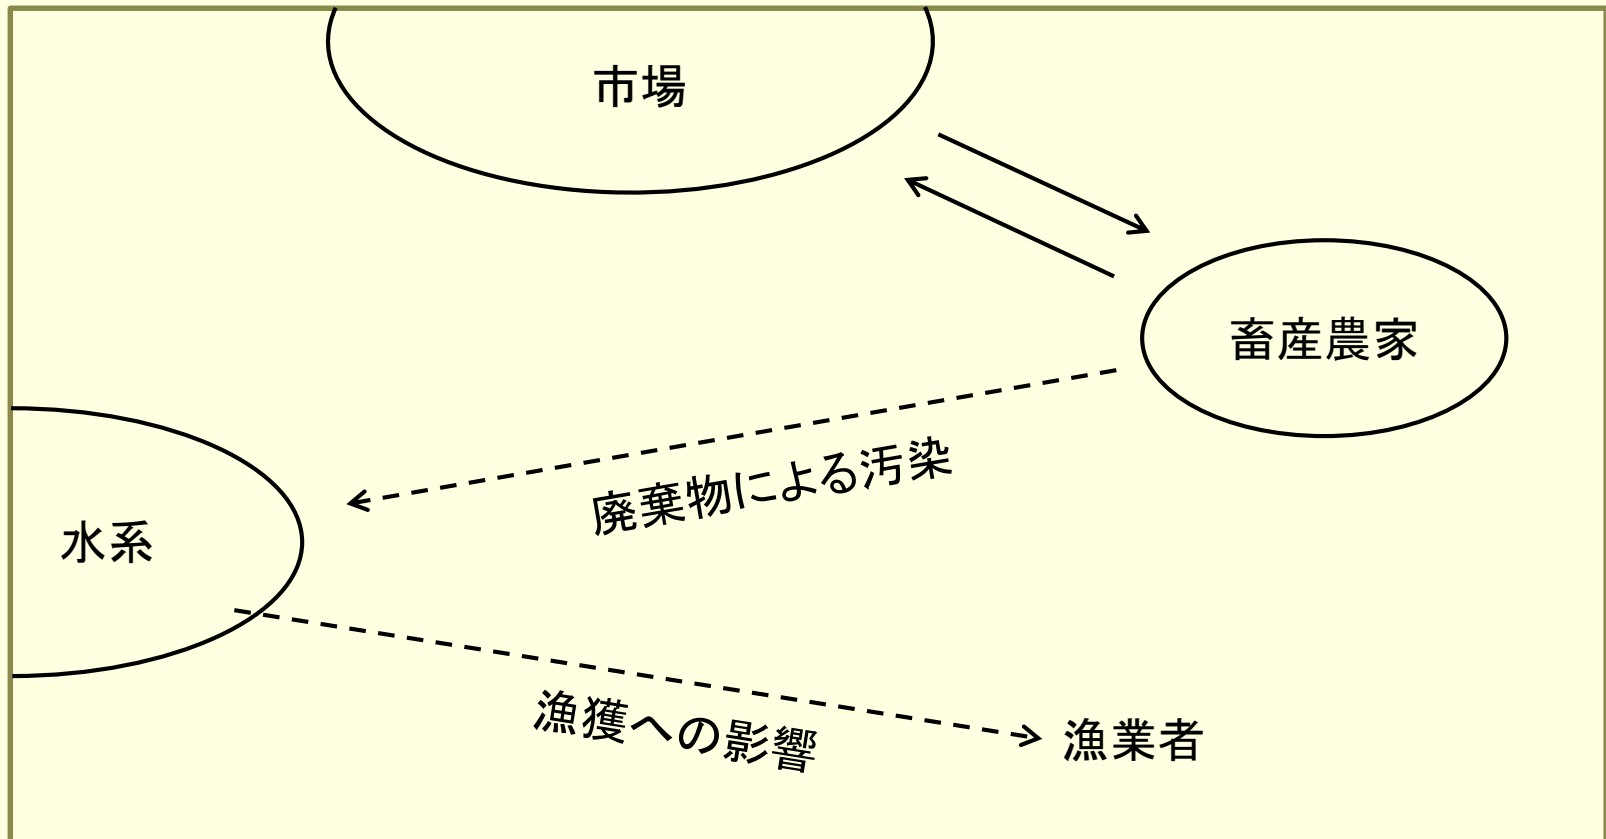 市場
畜産農家
廃棄物による汚染
水系
漁獲への影響
漁業者